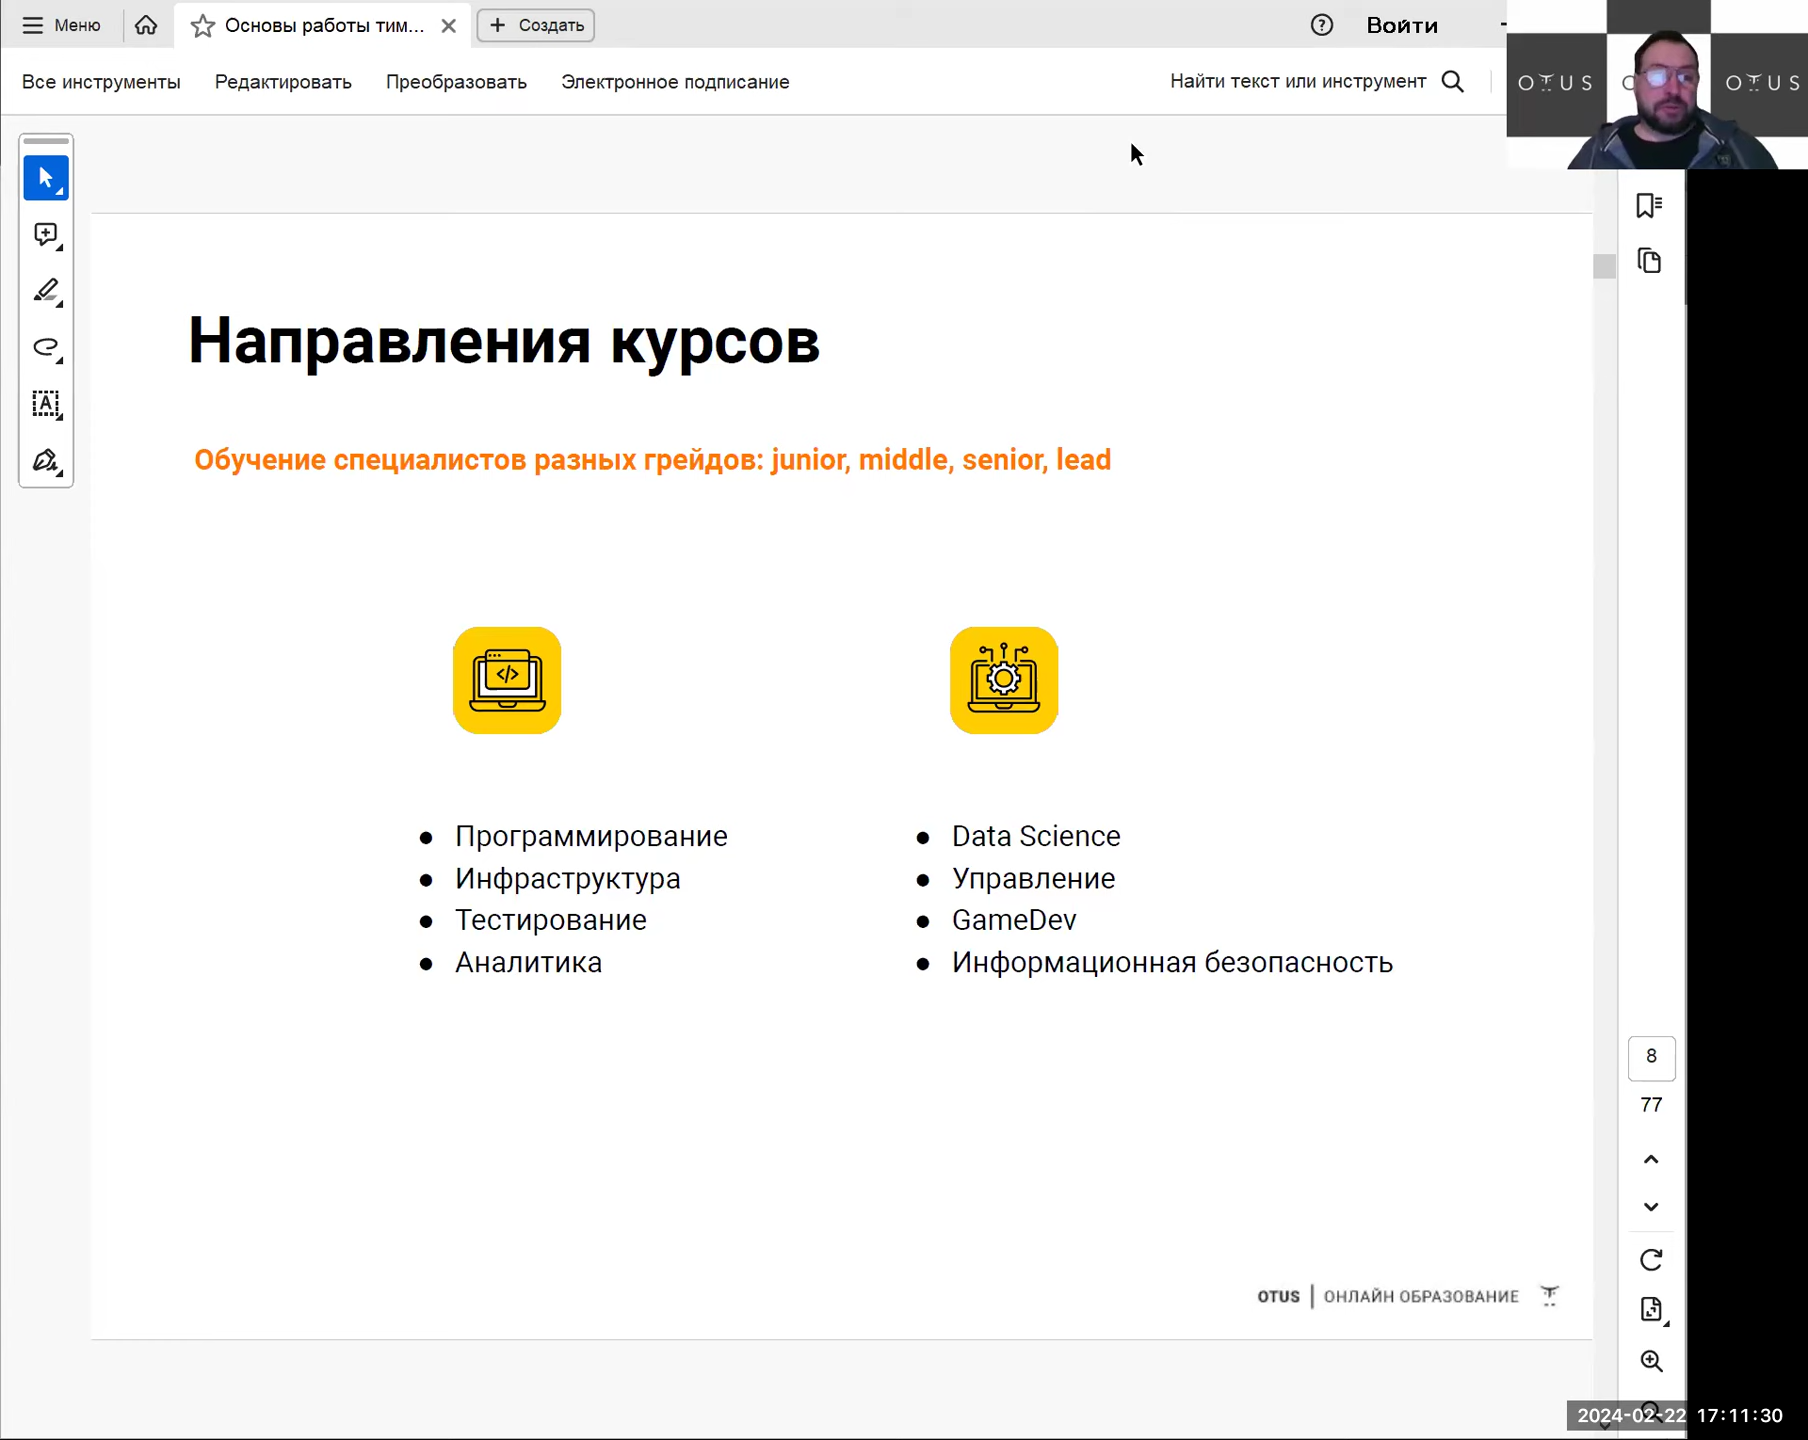 Меню
Основы работы тим...
Создать
Войти
Все инструменты
Редактировать
Преобразовать
Электронное подписание
Найти текст или инструмент
OTUS
OTUS
Направления курсов
Обучение специалистов разных грейдов: junior, middle, senior, lead
</>
Программирование
Инфраструктура
Тестирование
Аналитика
Data Science
Управление
GameDev
Информационная безопасность
8
77
OTUS | ОНЛАЙН ОБРАЗОВАНИЕ
2024-02-22 17:11:30